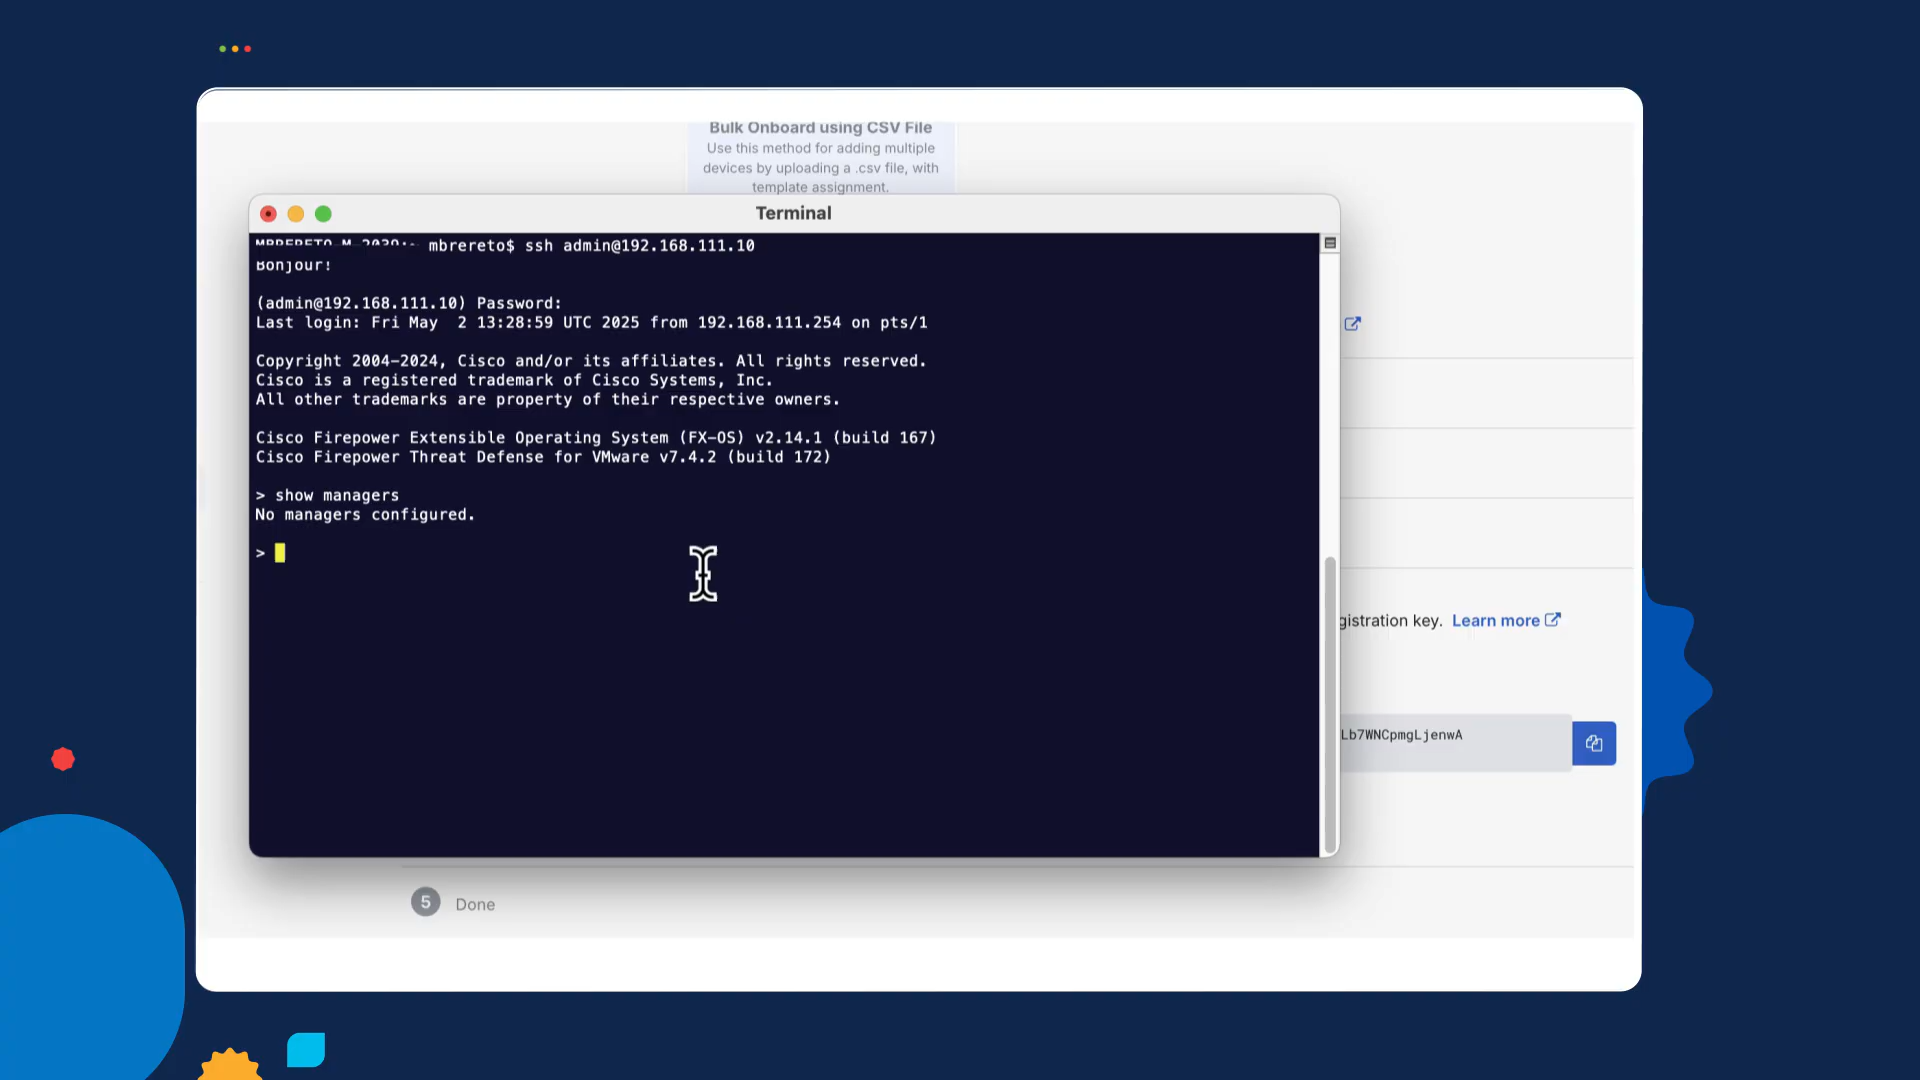 Bulk Onboard using CSV File
Use this method for adding multiple
devices by uploading a .csv file, with
template assignment.
Terminal
mbrereto$ ssh admin@192.168.111.10
Bonjour!
(admin@192.168.111.10) Password:
Last login: Fri May  2 13:28:59 UTC 2025 from 192.168.111.254 on pts/1
Copyright 2004-2024, Cisco and/or its affiliates. All rights reserved.
Cisco is a registered trademark of Cisco Systems, Inc.
All other trademarks are property of their respective owners.
Cisco Firepower Extensible Operating System (FX-OS) v2.14.1 (build 167)
Cisco Firepower Threat Defense for VMware v7.4.2 (build 172)
> show managers
No managers configured.
>
gistration key. Learn more
Lb7WNCpmgLjenwA
5 Done